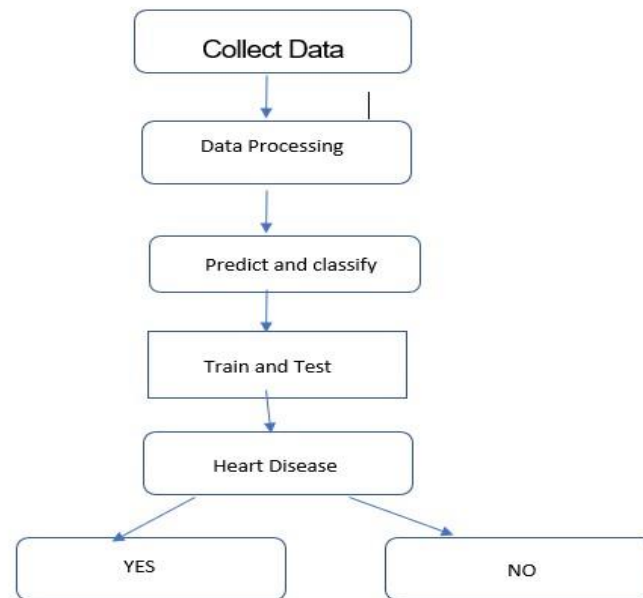 Collect Data
Data Processing
Predict and classify
Train and Test
Heart Disease
YES
NO